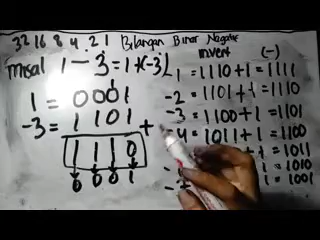 32 16 8 4 2 1 Bilangan Biner Negatif
misal 1 - 3 = 1 + (-3)
invert (-)
1 = 0001
-3 = 1101 +
1110
0001
1 = 1110 + 1 = 1111
-2 = 1101 + 1 = 1110
-3 = 1100 + 1 = 1101
-4 = 1011 + 1 = 1100
+ 1 = 1011
1010
= 1001